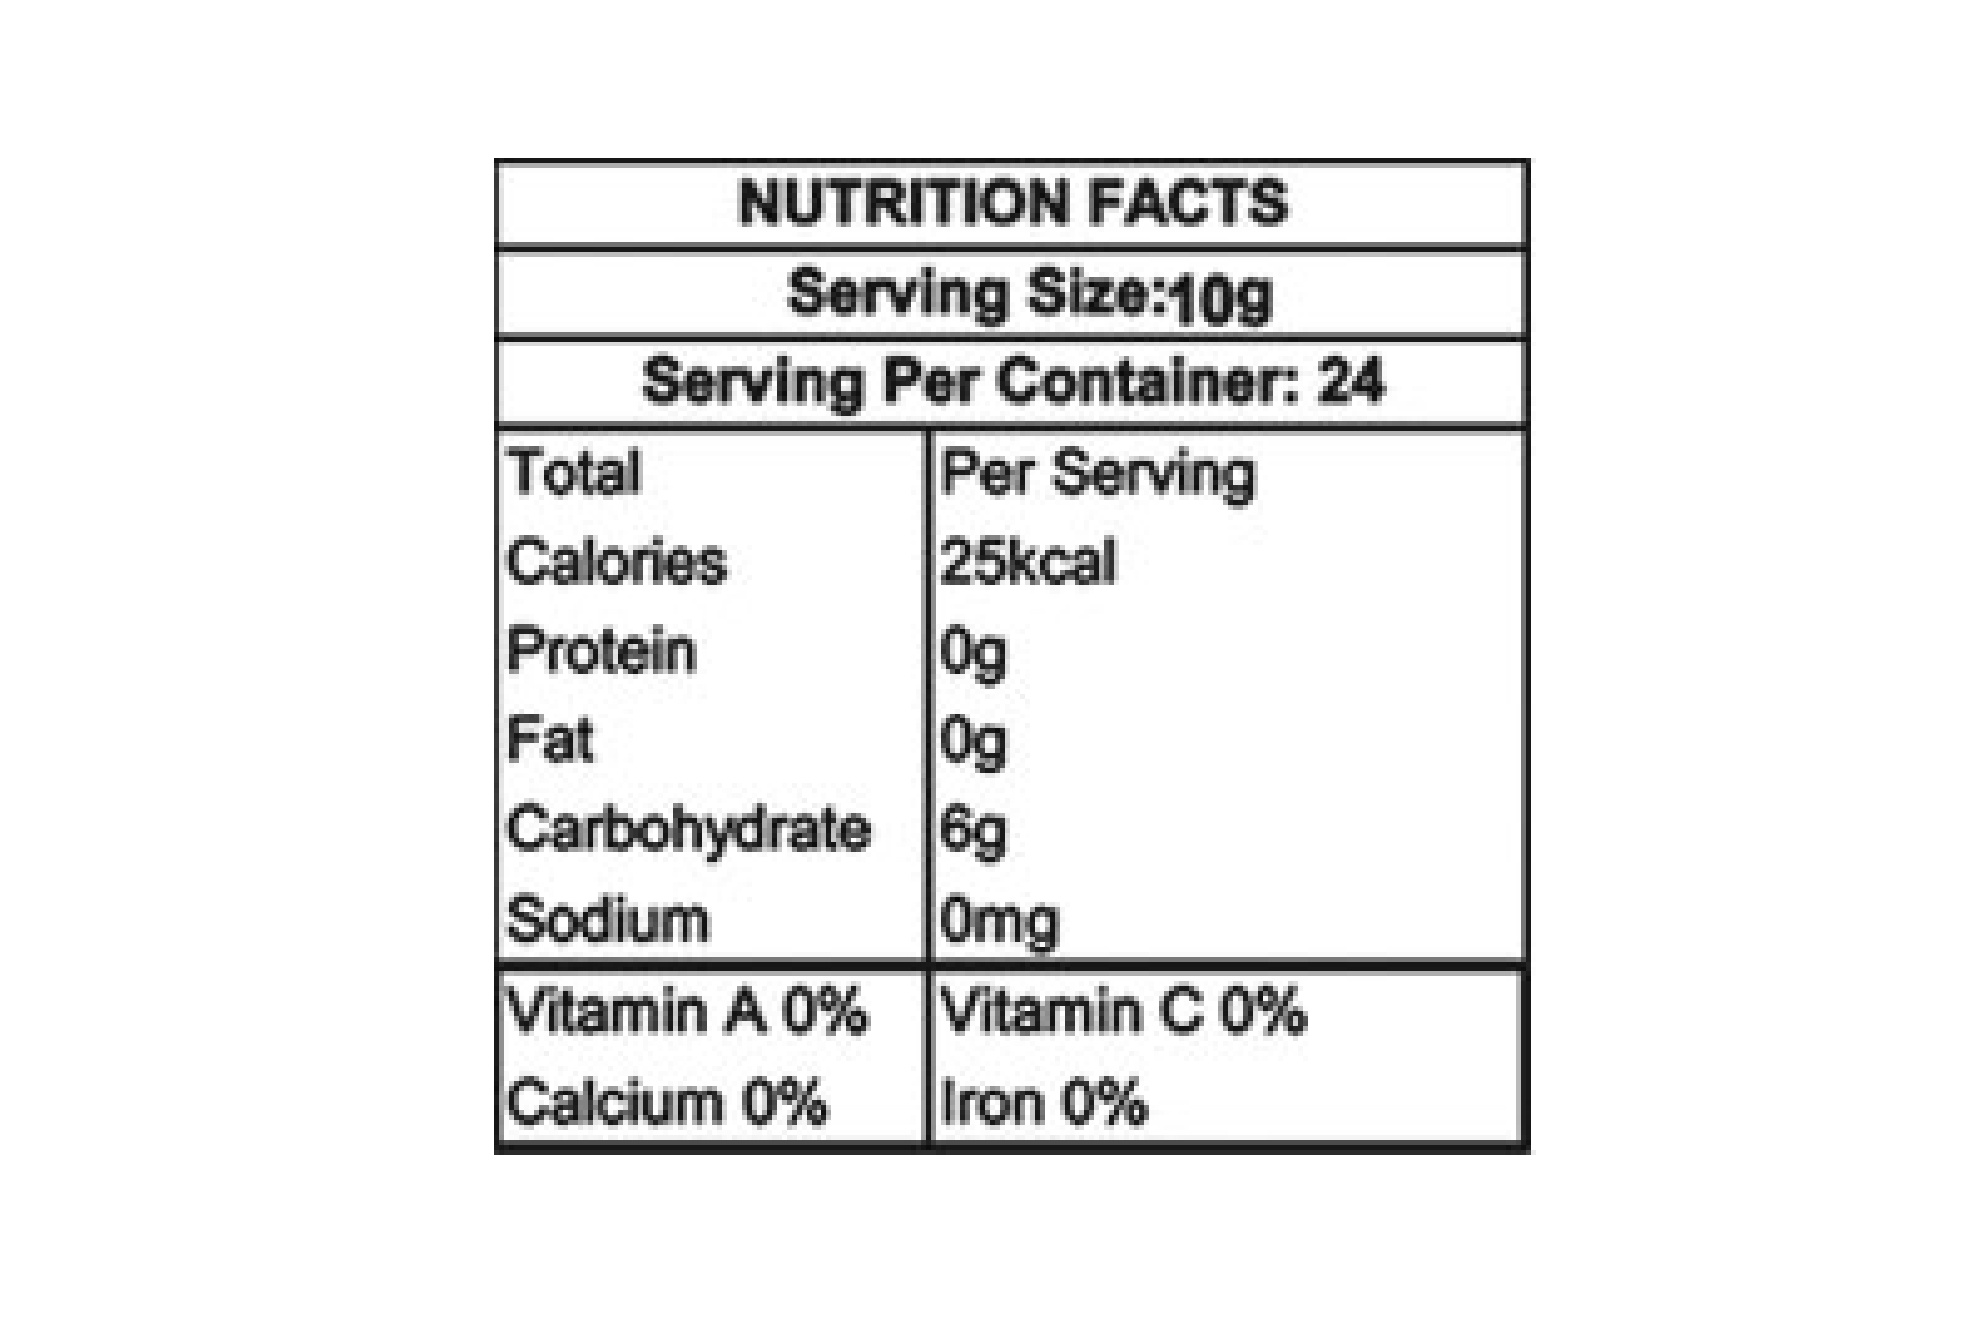 NUTRITION FACTS
Serving Size:10g
Serving Per Container: 24
Total Per Serving
Calories 25kcal
Protein 0g
Fat 0g
Carbohydrate 6g
Sodium 0mg
Vitamin A 0% Vitamin C 0%
Calcium 0% Iron 0%